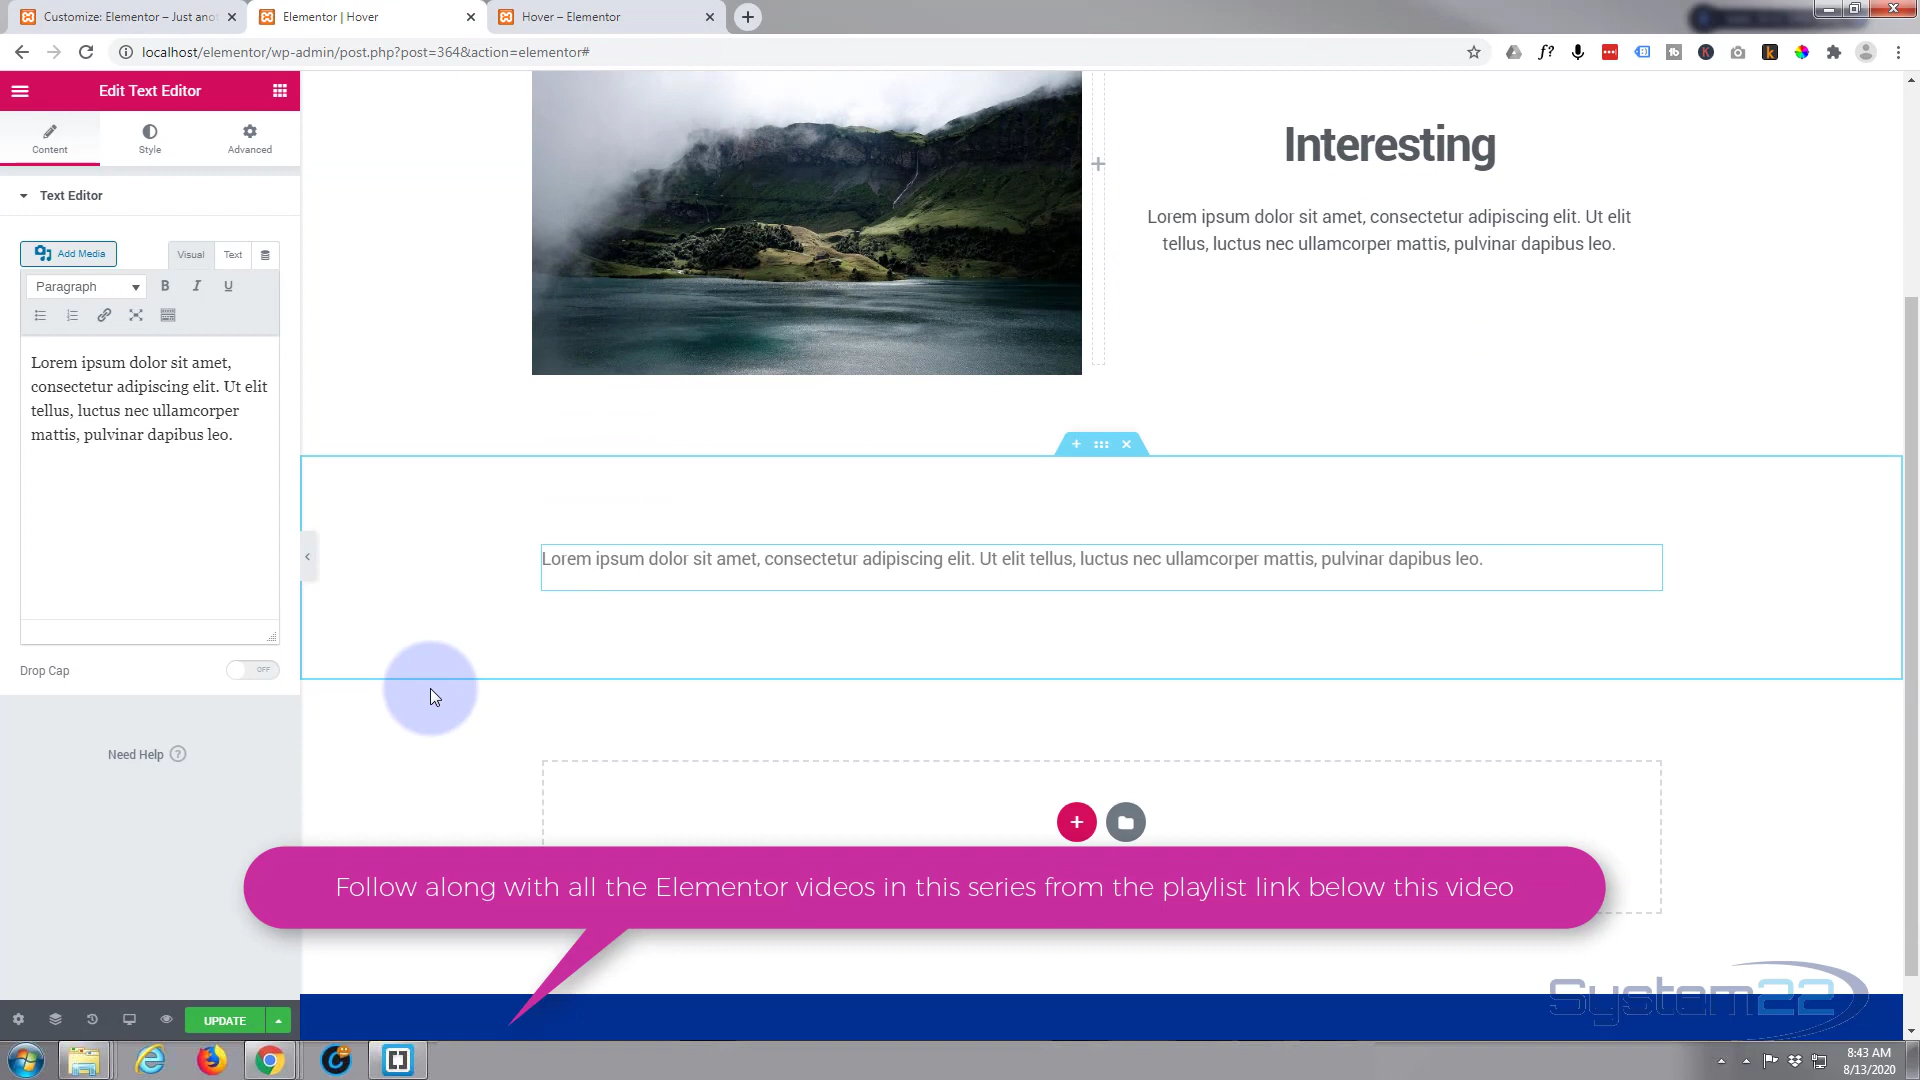 Customize: Elementor – Just ano
Elementor | Hover
Hover – Elementor
localhost/elementor/wp-admin/post.php?post=364&action=elementor#
Edit Text Editor
Content
Style
Advanced
Text Editor
Add Media
Visual
Text
Paragraph
B
I
U
Lorem ipsum dolor sit amet,
consectetur adipiscing elit. Ut elit
tellus, luctus nec ullamcorper
mattis, pulvinar dapibus leo.
Drop Cap
OFF
Need Help
UPDATE
Interesting
Lorem ipsum dolor sit amet, consectetur adipiscing elit. Ut elit
tellus, luctus nec ullamcorper mattis, pulvinar dapibus leo.
Lorem ipsum dolor sit amet, consectetur adipiscing elit. Ut elit tellus, luctus nec ullamcorper mattis, pulvinar dapibus leo.
Follow along with all the Elementor videos in this series from the playlist link below this video
System22
8:43 AM
8/13/2020